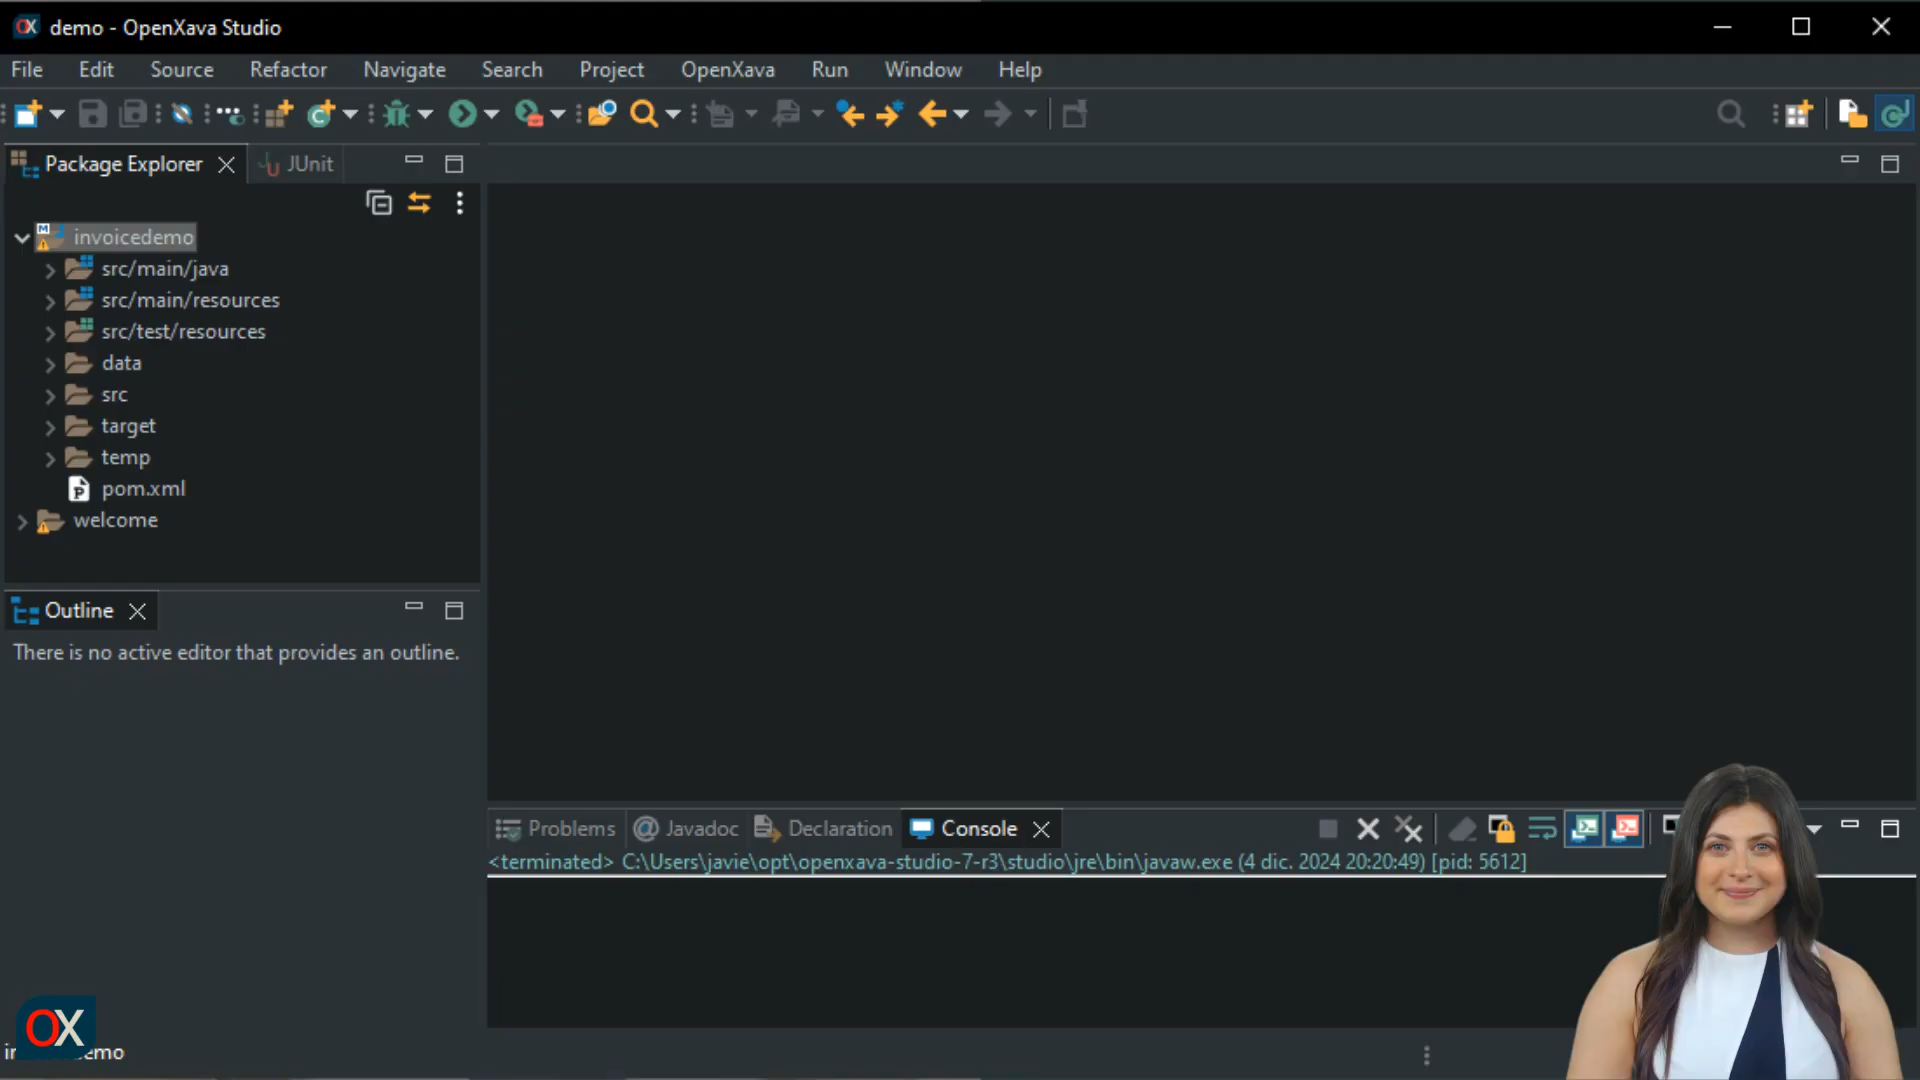 OX demo - OpenXava Studio
File Edit Source Refactor Navigate Search Project OpenXava Run Window Help
Package Explorer JUnit
invoicedemo
src/main/java
src/main/resources
src/test/resources
data
src
target
temp
pom.xml
welcome
Outline
There is no active editor that provides an outline.
Problems Javadoc Declaration Console
<terminated> C:\Users\javie\opt\openxava-studio-7-r3\studio\jre\bin\javaw.exe (4 dic. 2024 20:20:49) [pid: 5612]
OX